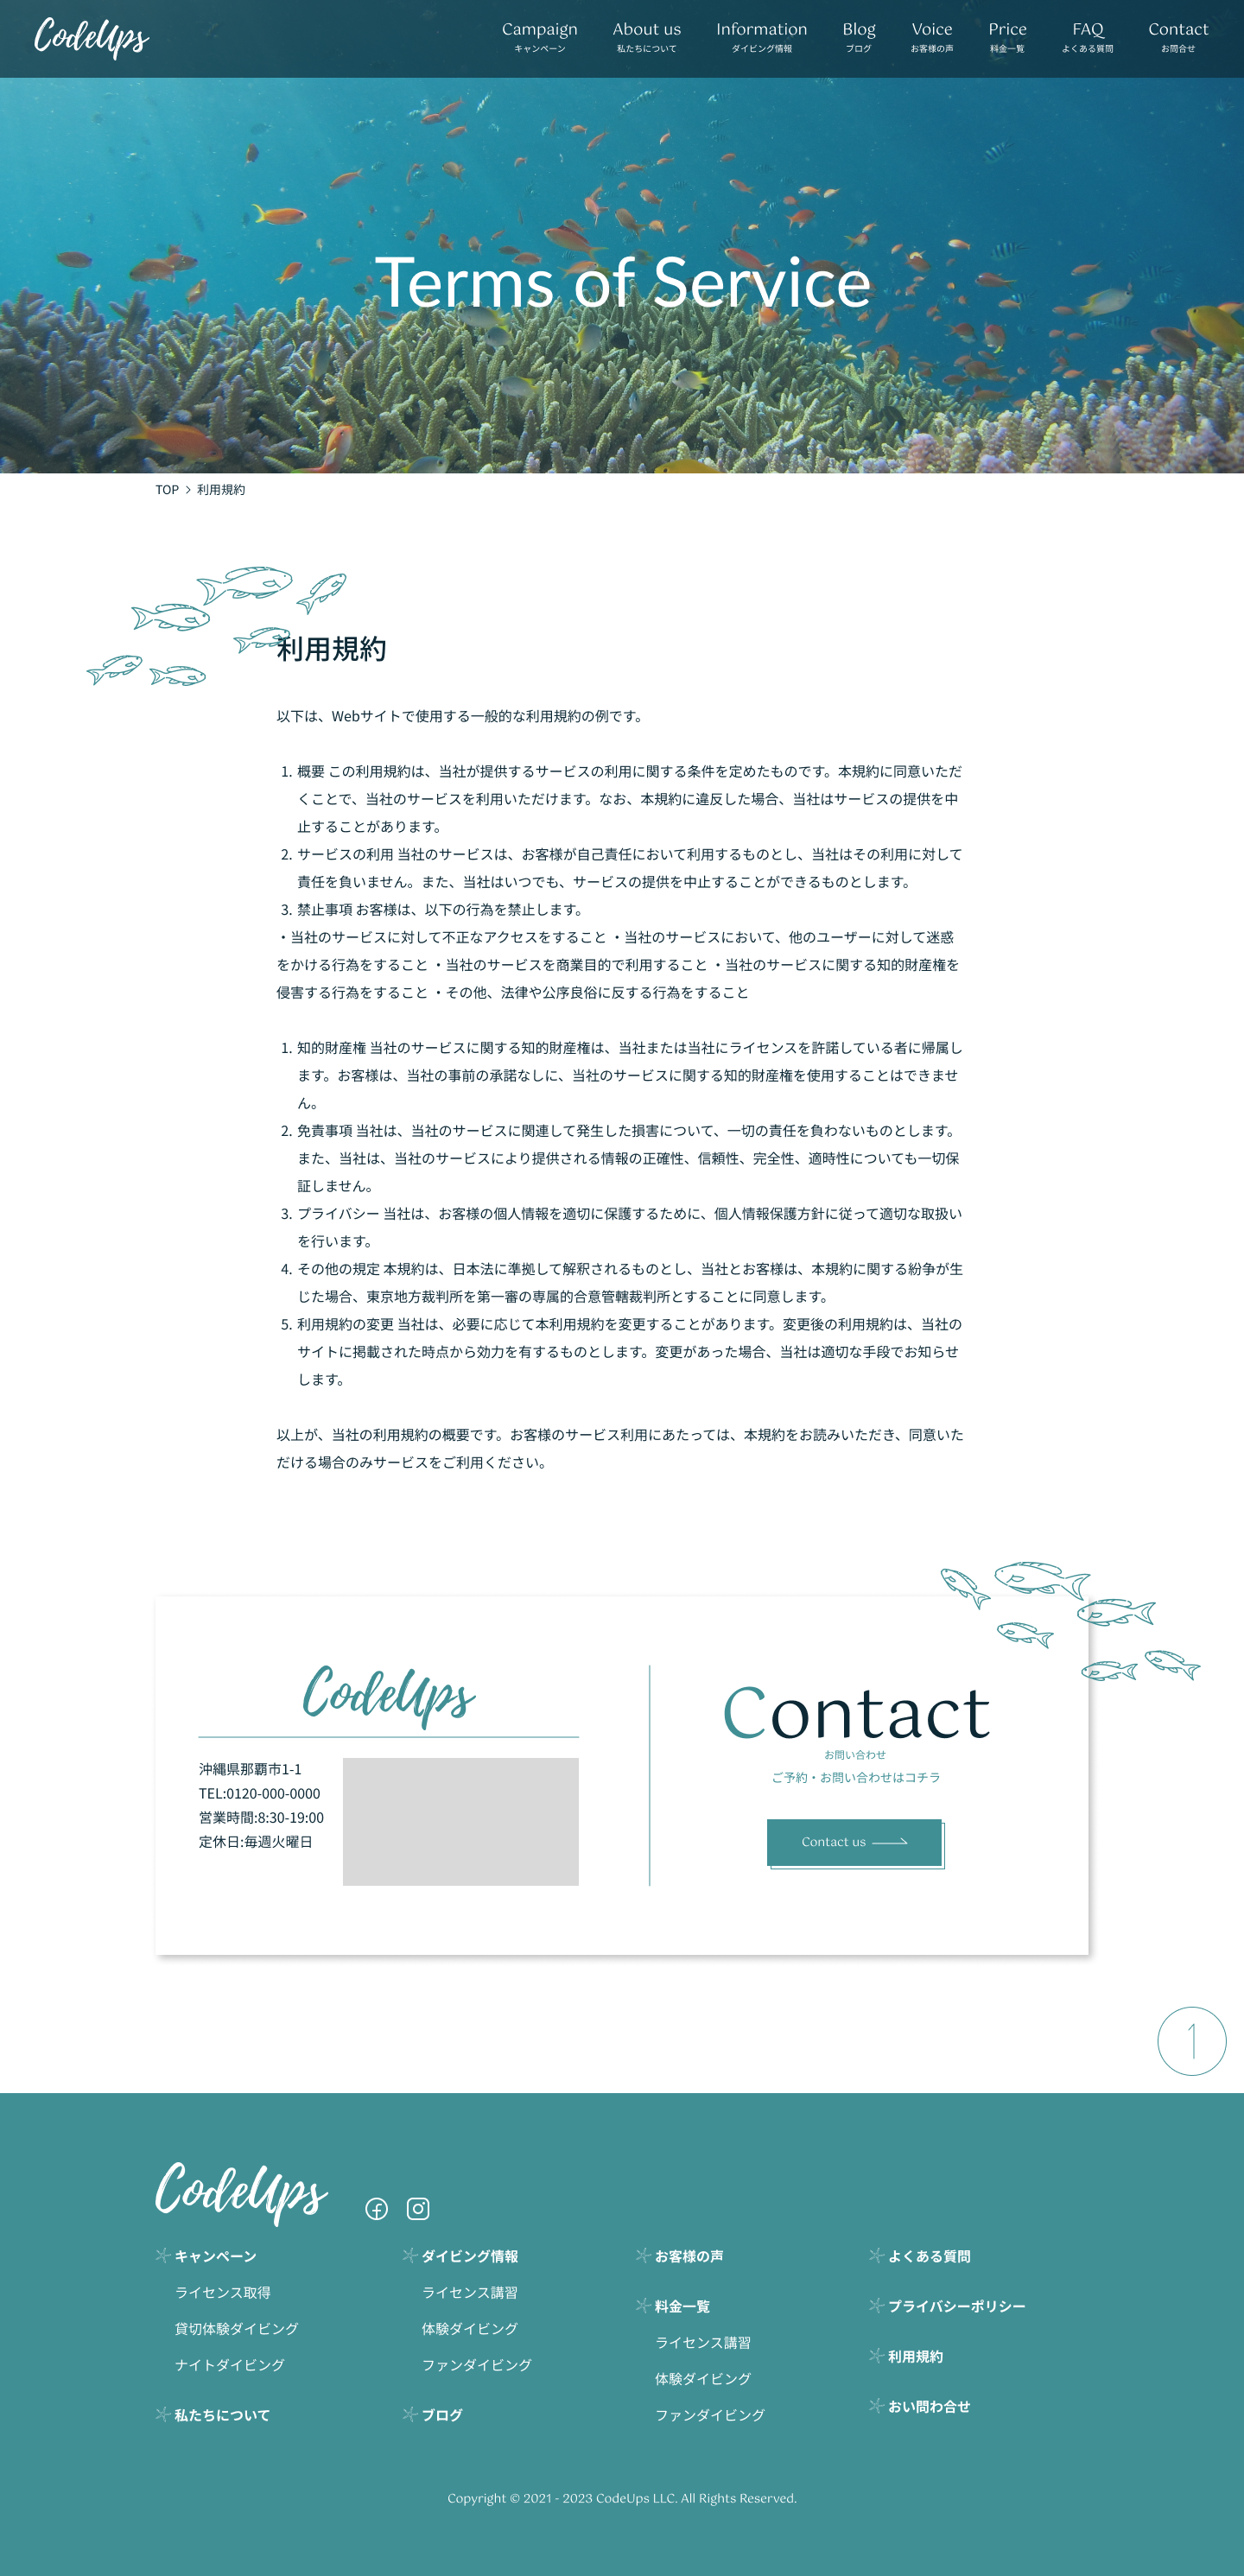 CodeUps
Campaign About us Information Blog Voice Price FAQ Contact
キャンペーン 私たちについて ダイビング情報 ブログ お客様の声 料金一覧 よくある質問 お問合せ
Terms of Service
TOP > 利用規約
利用規約
以下は、Webサイトで使用する一般的な利用規約の例です。
1. 概要 この利用規約は、当社が提供するサービスの利用に関する条件を定めたものです。本規約に同意いただ
くことで、当社のサービスを利用いただけます。なお、本規約に違反した場合、当社はサービスの提供を中
止することがあります。
2. サービスの利用 当社のサービスは、お客様が自己責任において利用するものとし、当社はその利用に対して
責任を負いません。また、当社はいつでも、サービスの提供を中止することができるものとします。
3. 禁止事項 お客様は、以下の行為を禁止します。
・当社のサービスに対して不正なアクセスをすること ・当社のサービスにおいて、他のユーザーに対して迷惑
をかける行為をすること ・当社のサービスを商業目的で利用すること ・当社のサービスに関する知的財産権を
侵害する行為をすること ・その他、法律や公序良俗に反する行為をすること
1. 知的財産権 当社のサービスに関する知的財産権は、当社または当社にライセンスを許諾している者に帰属し
ます。お客様は、当社の事前の承諾なしに、当社のサービスに関する知的財産権を使用することはできませ
ん。
2. 免責事項 当社は、当社のサービスに関連して発生した損害について、一切の責任を負わないものとします。
また、当社は、当社のサービスにより提供される情報の正確性、信頼性、完全性、適時性についても一切保
証しません。
3. プライバシー 当社は、お客様の個人情報を適切に保護するために、個人情報保護方針に従って適切な取扱い
を行います。
4. その他の規定 本規約は、日本法に準拠して解釈されるものとし、当社とお客様は、本規約に関する紛争が生
じた場合、東京地方裁判所を第一審の専属的合意管轄裁判所とすることに同意します。
5. 利用規約の変更 当社は、必要に応じて本利用規約を変更することがあります。変更後の利用規約は、当社の
サイトに掲載された時点から効力を有するものとします。変更があった場合、当社は適切な手段でお知らせ
します。
以上が、当社の利用規約の概要です。お客様のサービス利用にあたっては、本規約をお読みいただき、同意いた
だける場合のみサービスをご利用ください。
CodeUps
沖縄県那覇市1-1
TEL:0120-000-0000
営業時間:8:30-19:00
定休日:毎週火曜日
Contact
お問い合わせ
ご予約・お問い合わせはコチラ
Contact us
CodeUps
キャンペーン
ライセンス取得
貸切体験ダイビング
ナイトダイビング
私たちについて
ダイビング情報
ライセンス講習
体験ダイビング
ファンダイビング
ブログ
お客様の声
料金一覧
ライセンス講習
体験ダイビング
ファンダイビング
よくある質問
プライバシーポリシー
利用規約
おい問わ合せ
Copyright © 2021 - 2023 CodeUps LLC. All Rights Reserved.